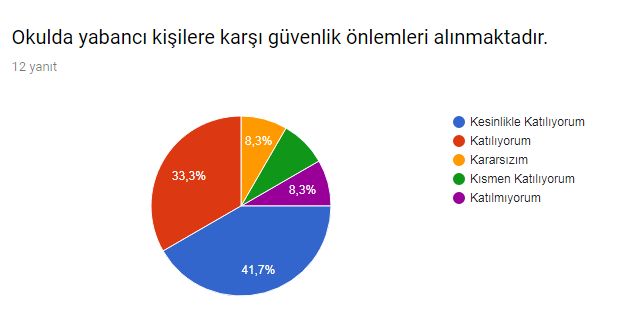 Okulda yabancı kişilere karşı güvenlik önlemleri alınmaktadır.
12 yanıt
8,3%
33,3%
8,3%
41,7%
Kesinlikle Katılıyorum
Katılıyorum
Kararsızım
Kısmen Katılıyorum
Katılmıyorum